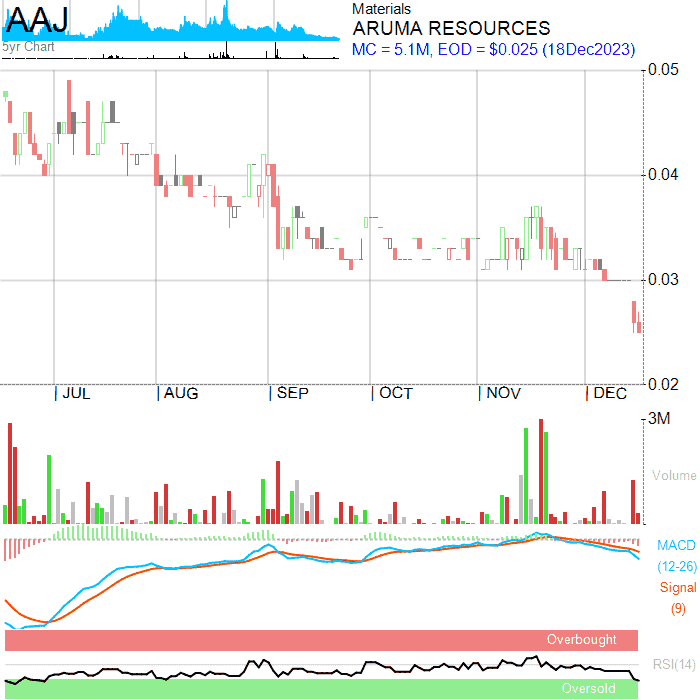 AAJ
5yr Chart
Materials
ARUMA RESOURCES
MC = 5.1M, EOD = $0.025 (18Dec2023)
0.05
0.04
0.03
0.02
JUL AUG SEP OCT NOV DEC
3M
Volume
MACD
(12-26)
Signal
(9)
Overbought
RSI(14)
Oversold